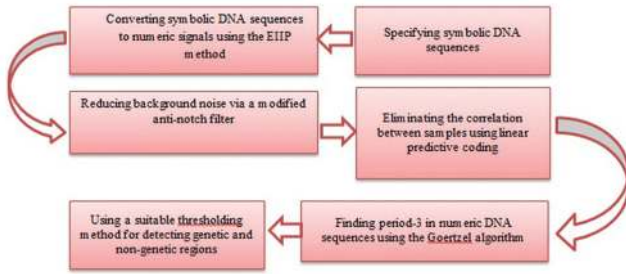 Specifying symbolic DNA
sequences
Converting symbolic DNA sequences
to numeric signals using the EIIP
method
Reducing background noise via a modified
anti-notch filter
Eliminating the correlation
between samples using linear
predictive coding
Finding period-3 in numeric DNA
sequences using the Goertzel algorithm
Using a suitable thresholding
method for detecting genetic and
non-genetic regions